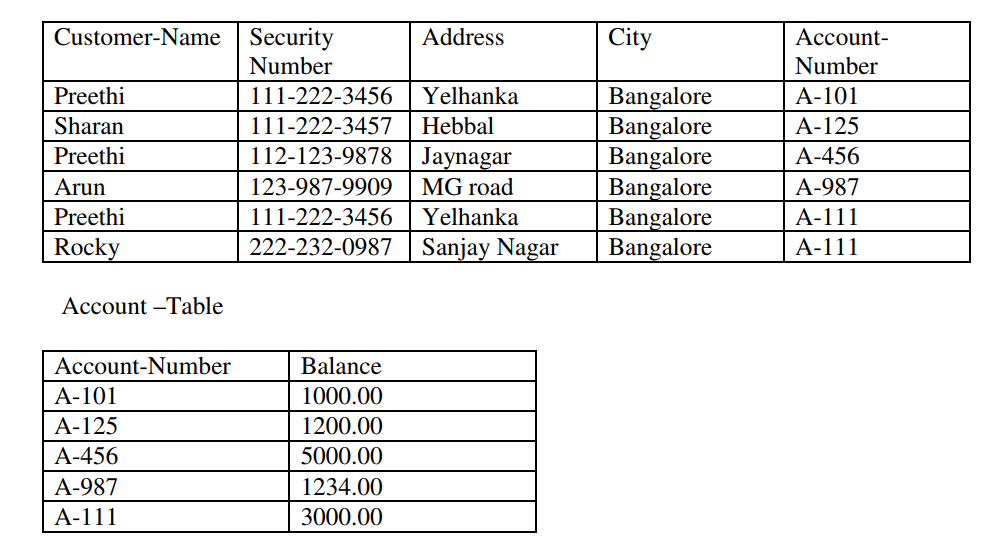 Customer-Name Security Number Address City Account-Number
Preethi 111-222-3456 Yelhanka Bangalore A-101
Sharan 111-222-3457 Hebbal Bangalore A-125
Preethi 112-123-9878 Jaynagar Bangalore A-456
Arun 123-987-9909 MG road Bangalore A-987
Preethi 111-222-3456 Yelhanka Bangalore A-111
Rocky 222-232-0987 Sanjay Nagar Bangalore A-111
Account –Table
Account-Number Balance
A-101 1000.00
A-125 1200.00
A-456 5000.00
A-987 1234.00
A-111 3000.00